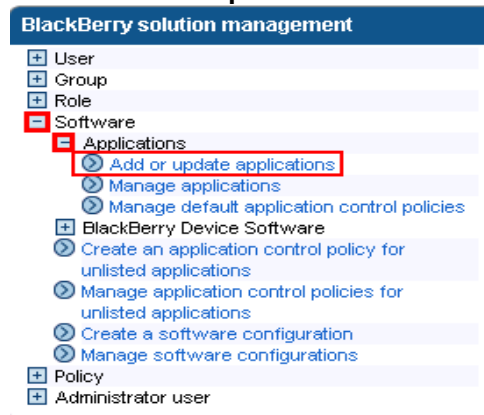 BlackBerry solution management
User
Group
Role
Software
Applications
Add or update applications
Manage applications
Manage default application control policies
BlackBerry Device Software
Create an application control policy for
unlisted applications
Manage application control policies for
unlisted applications
Create a software configuration
Manage software configurations
Policy
Administrator user